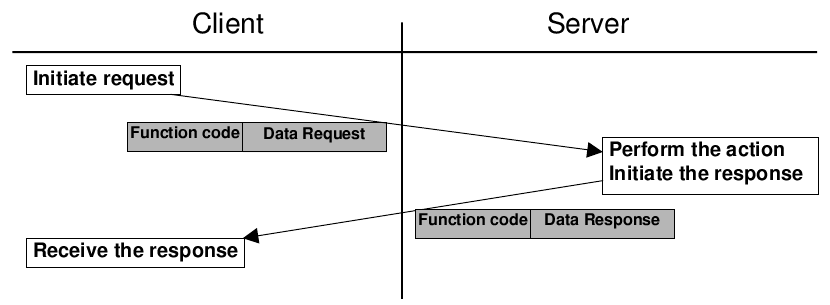 Client
Server
Initiate request
Function code
Data Request
Perform the action
Initiate the response
Function code
Data Response
Receive the response